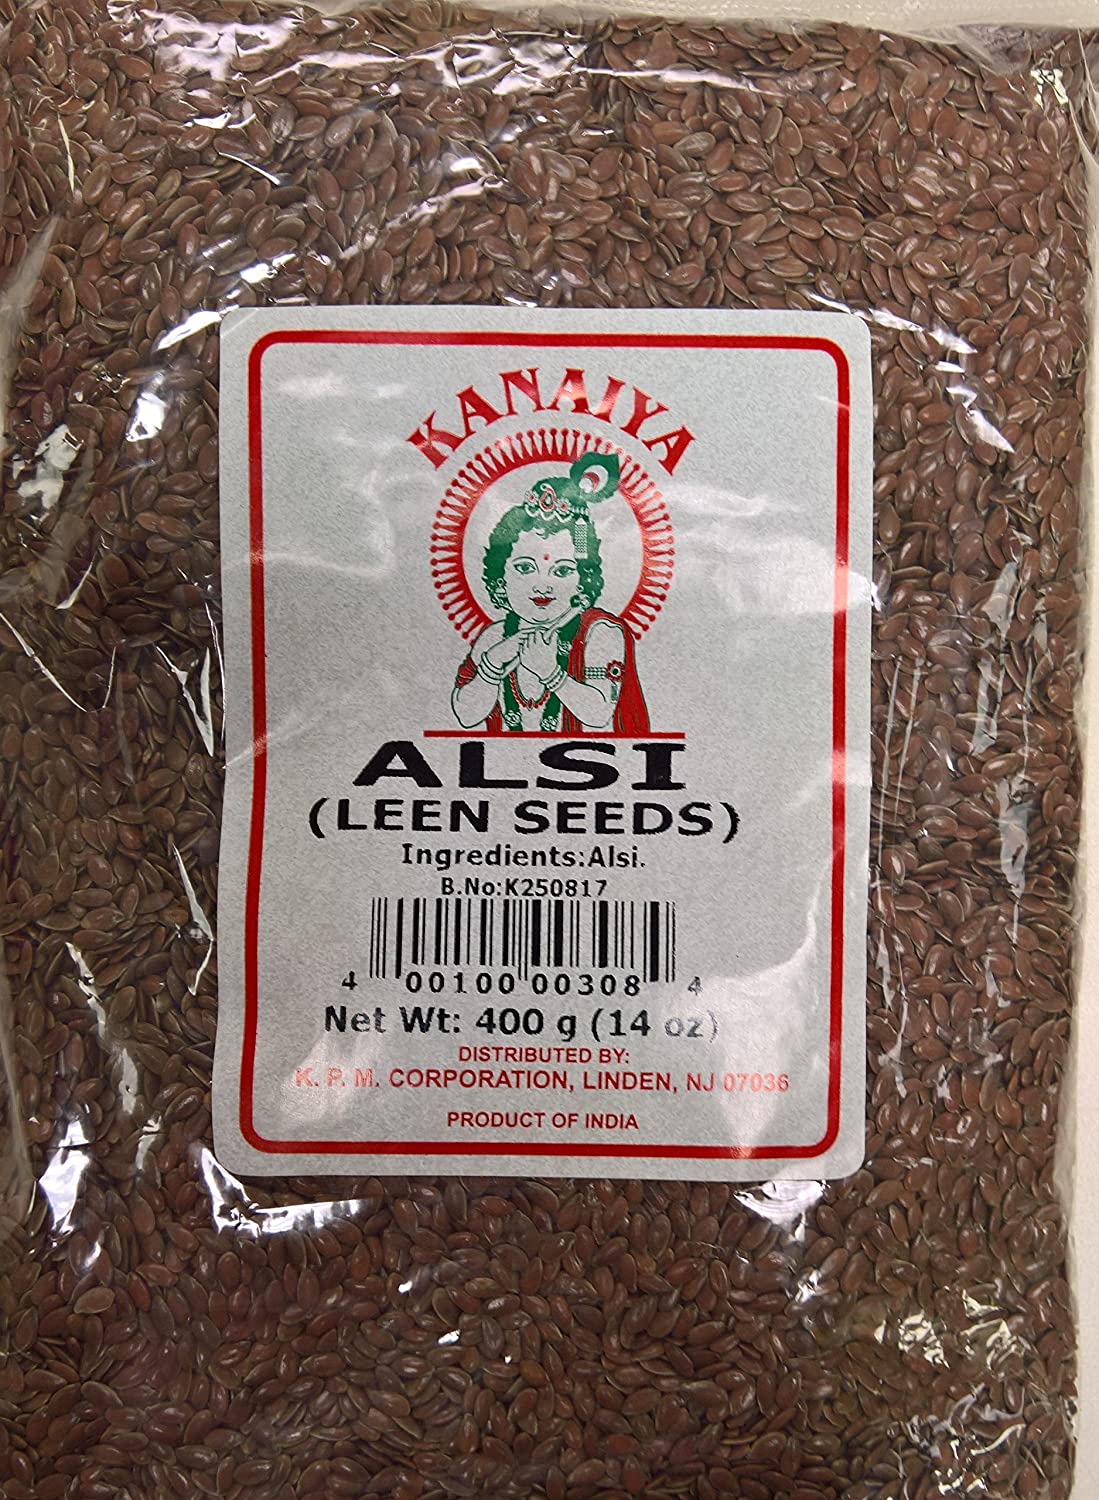 KANAIYA
ALSI
(LEEN SEEDS)
Ingredients:Alsi.
B.No:K250817
4 00100 00308 4
Net Wt: 400 g (14 oz)
DISTRIBUTED BY:
K. P. M. CORPORATION, LINDEN, NJ 07036
PRODUCT OF INDIA